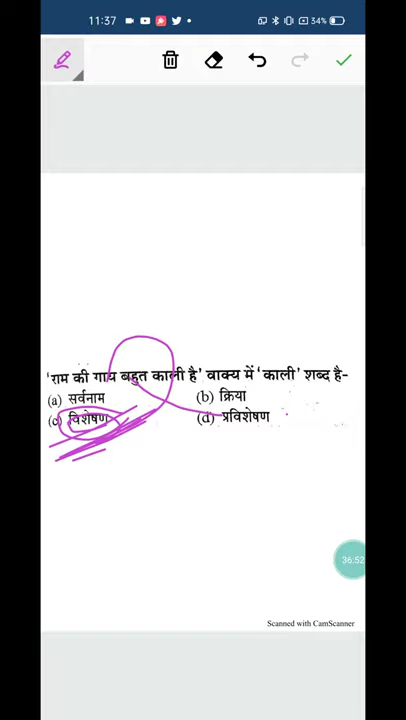 11:37
34%
'राम की गाय बहुत काली है' वाक्य में 'काली' शब्द है-
(a) सर्वनाम (b) क्रिया
(c) विशेषण (d) प्रविशेषण
36:52
Scanned with CamScanner